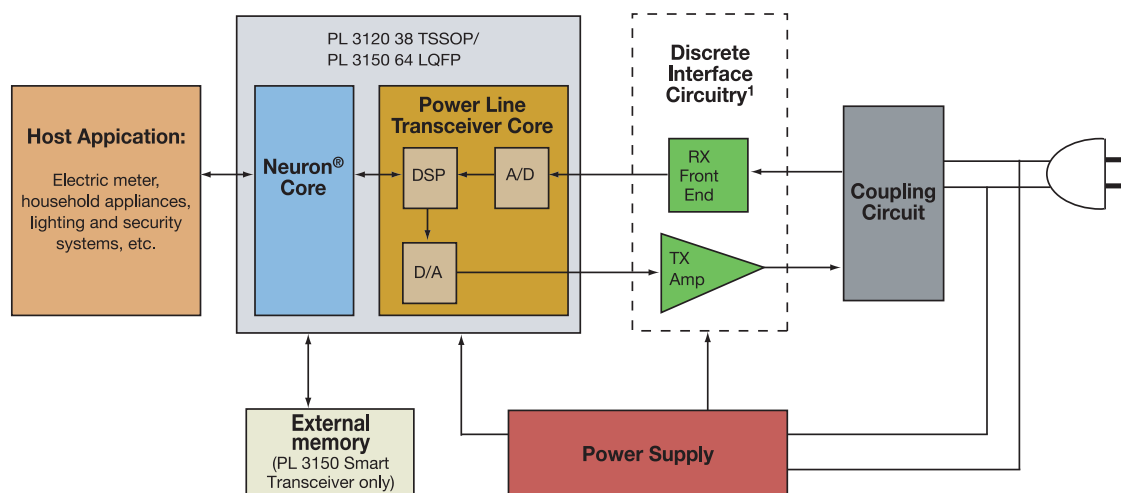 PL 3120 38 TSSOP/
PL 3150 64 LQFP
Discrete
Interface
Circuitry¹
Host Appication:
Electric meter,
household appliances,
lighting and security
systems, etc.
Neuron®
Core
Power Line
Transceiver Core
DSP
A/D
D/A
RX
Front
End
TX
Amp
Coupling
Circuit
External
memory
(PL 3150 Smart
Transceiver only)
Power Supply